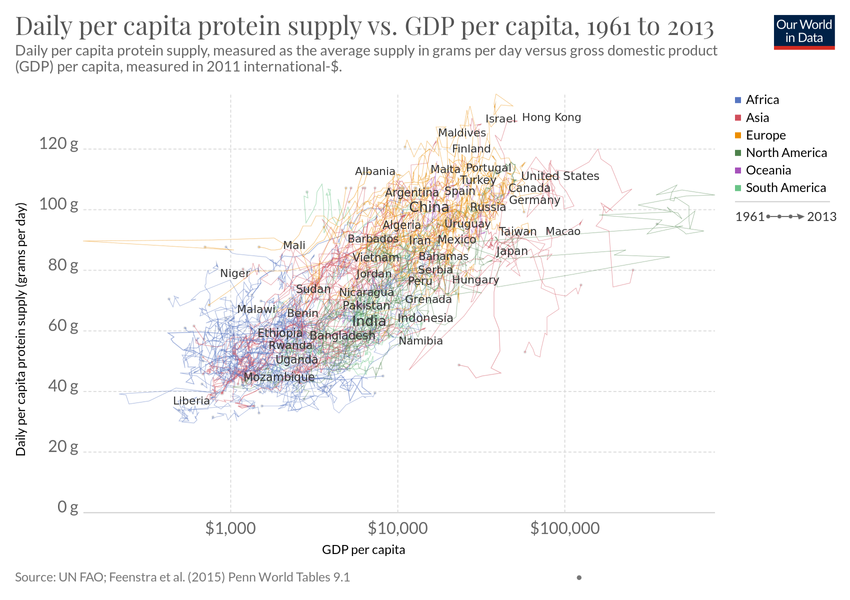 Daily per capita protein supply vs. GDP per capita, 1961 to 2013
Daily per capita protein supply, measured as the average supply in grams per day versus gross domestic product
(GDP) per capita, measured in 2011 international-$.
Our World
in Data
Africa
Asia
Europe
North America
Oceania
South America
1961 2013
Daily per capita protein supply (grams per day)
120 g
100 g
80 g
60 g
40 g
20 g
0 g
Israel Hong Kong
Maldives
Finland
Albania Malta Portugal
Turkey United States
Argentina Spain Canada
China Germany
Russia
Algeria Uruguay
Barbados Iran Mexico Taiwan Macao
Mali
Vietnam Bahamas Japan
Niger Jordan Serbia
Peru Hungary
Sudan Nicaragua
Pakistan Grenada
Malawi Benin
India Indonesia
Ethiopia Bangladesh
Rwanda Namibia
Uganda
Mozambique
Liberia
$1,000 $10,000 $100,000
GDP per capita
Source: UN FAO; Feenstra et al. (2015) Penn World Tables 9.1